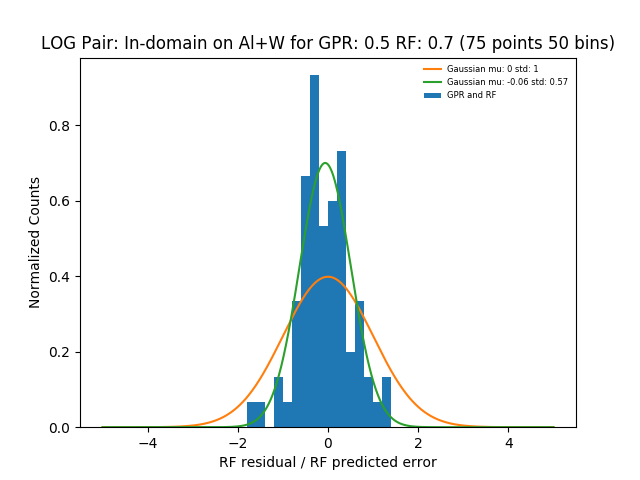 LOG Pair: In-domain on Al+W for GPR: 0.5 RF: 0.7 (75 points 50 bins)
Gaussian mu: 0 std: 1
Gaussian mu: -0.06 std: 0.57
GPR and RF
Normalized Counts
0.8
0.6
0.4
0.2
0.0
−4 −2 0 2 4
RF residual / RF predicted error